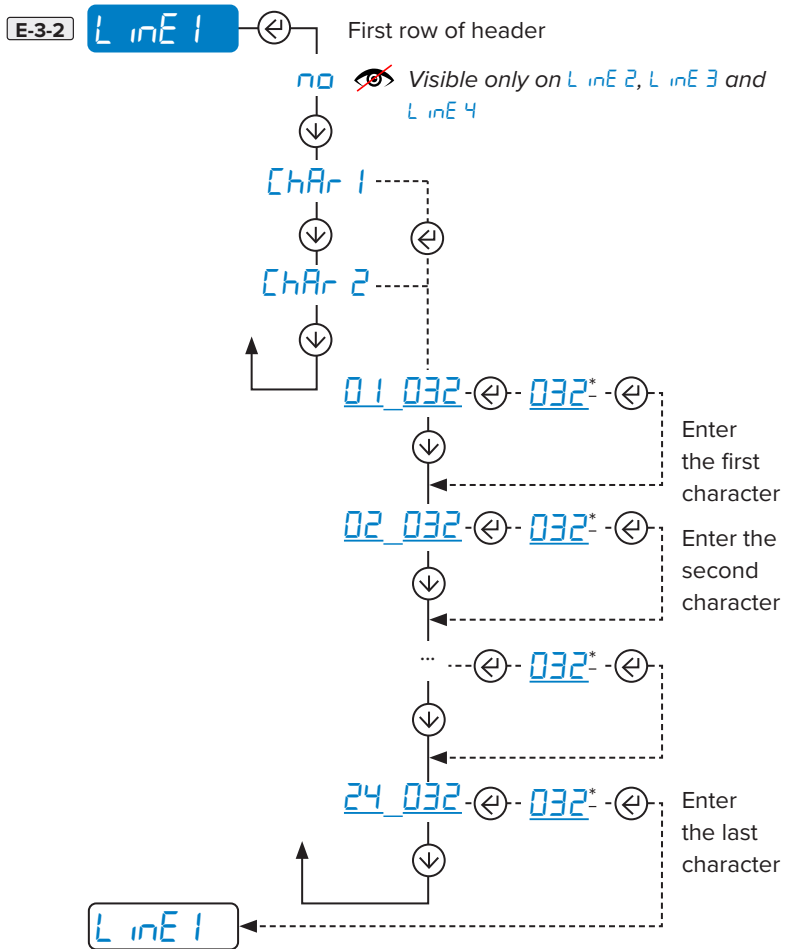 E-3-2 LinE 1 First row of header
no Visible only on LinE 2, LinE 3 and
LinE 4
ChAr 1
ChAr 2
01_032 032*
Enter
the first
character
02_032 032*
Enter the
second
character
... 032*
24_032 032*
Enter
the last
character
LinE 1